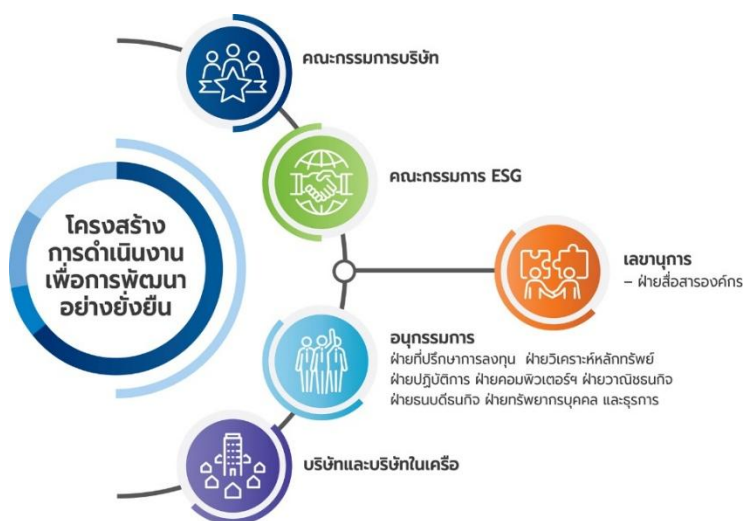 คณะกรรมการบริษัท
คณะกรรมการ ESG
โครงสร้าง
การดำเนินงาน
เพื่อการพัฒนา
อย่างยั่งยืน
เลขานุการ
– ฝ่ายสื่อสารองค์กร
อนุกรรมการ
ฝ่ายที่ปรึกษาการลงทุน ฝ่ายวิเคราะห์หลักทรัพย์
ฝ่ายปฏิบัติการ ฝ่ายคอมพิวเตอร์ฯ ฝ่ายวาณิชธนกิจ
ฝ่ายธนบดีธนกิจ ฝ่ายทรัพยากรบุคคล และธุรการ
บริษัทและบริษัทในเครือ